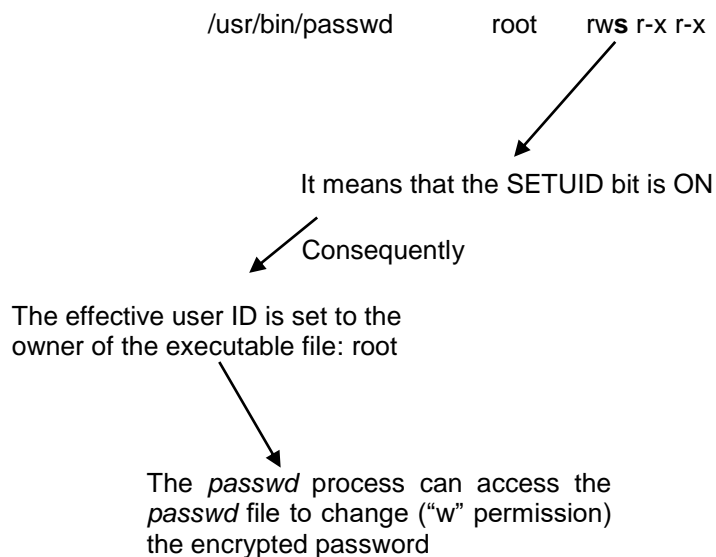 /usr/bin/passwd root rws r-x r-x
It means that the SETUID bit is ON
Consequently
The effective user ID is set to the
owner of the executable file: root
The passwd process can access the
passwd file to change (“w” permission)
the encrypted password